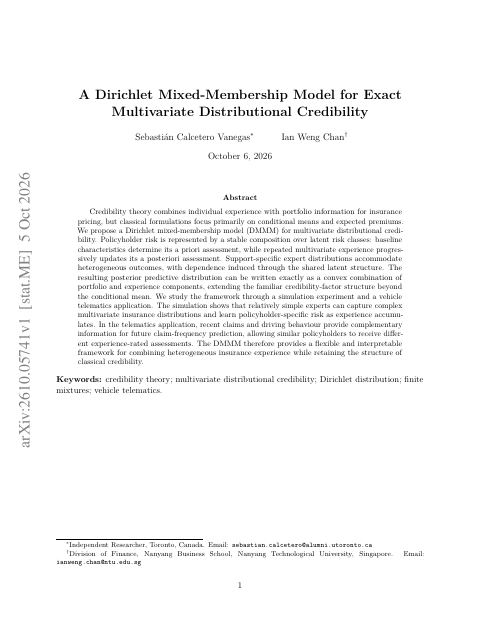 A Dirichlet Mixed-Membership Model for Exact
Multivariate Distributional Credibility
Sebastián Calcetero Vanegas* Ian Weng Chan†
October 6, 2026
Abstract
Credibility theory combines individual experience with portfolio information for insurance
pricing, but classical formulations focus primarily on conditional means and expected premiums.
We propose a Dirichlet mixed-membership model (DMMM) for multivariate distributional credi-
bility. Policyholder risk is represented by a stable composition over latent risk classes: baseline
characteristics determine its a priori assessment, while repeated multivariate experience progres-
sively updates its a posteriori assessment. Support-specific expert distributions accommodate
heterogeneous outcomes, with dependence induced through the shared latent structure. The
resulting posterior predictive distribution can be written exactly as a convex combination of
portfolio and experience components, extending the familiar credibility-factor structure beyond
the conditional mean. We study the framework through a simulation experiment and a vehicle
telematics application. The simulation shows that relatively simple experts can capture complex
multivariate insurance distributions and learn policyholder-specific risk as experience accumu-
lates. In the telematics application, recent claims and driving behaviour provide complementary
information for future claim-frequency prediction, allowing similar policyholders to receive differ-
ent experience-rated assessments. The DMMM therefore provides a flexible and interpretable
framework for combining heterogeneous insurance experience while retaining the structure of
classical credibility.
Keywords: credibility theory; multivariate distributional credibility; Dirichlet distribution; finite
mixtures; vehicle telematics.
*Independent Researcher, Toronto, Canada. Email: sebastian.calcetero@alumni.utoronto.ca
†Division of Finance, Nanyang Business School, Nanyang Technological University, Singapore. Email:
ianweng.chan@ntu.edu.sg
1
arXiv:2610.05741v1 [stat.ME] 5 Oct 2026